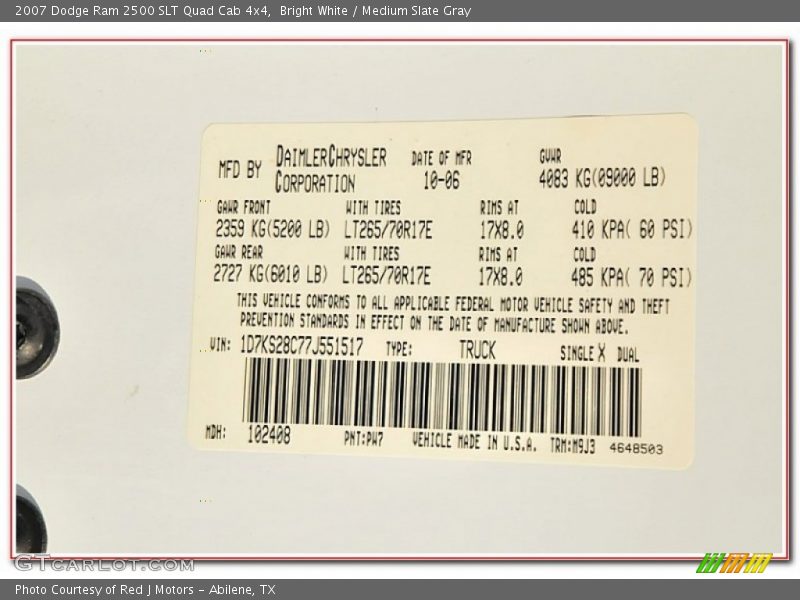 2007 Dodge Ram 2500 SLT Quad Cab 4x4, Bright White / Medium Slate Gray
MFD BY DAIMLERCHRYSLER CORPORATION DATE OF MFR 10-06 GVWR 4083 KG(09000 LB)
GAWR FRONT WITH TIRES RIMS AT COLD
2359 KG(5200 LB) LT265/70R17E 17X8.0 410 KPA( 60 PSI)
GAWR REAR WITH TIRES RIMS AT COLD
2727 KG(6010 LB) LT265/70R17E 17X8.0 485 KPA( 70 PSI)
THIS VEHICLE CONFORMS TO ALL APPLICABLE FEDERAL MOTOR VEHICLE SAFETY AND THEFT
PREVENTION STANDARDS IN EFFECT ON THE DATE OF MANUFACTURE SHOWN ABOVE.
VIN: 1D7KS28C77J551517 TYPE: TRUCK SINGLE X DUAL
MDH: 102408 PNT:PW7 VEHICLE MADE IN U.S.A. TRM:M9J3 4648503
GTCARLOT.COM
Photo Courtesy of Red J Motors - Abilene, TX